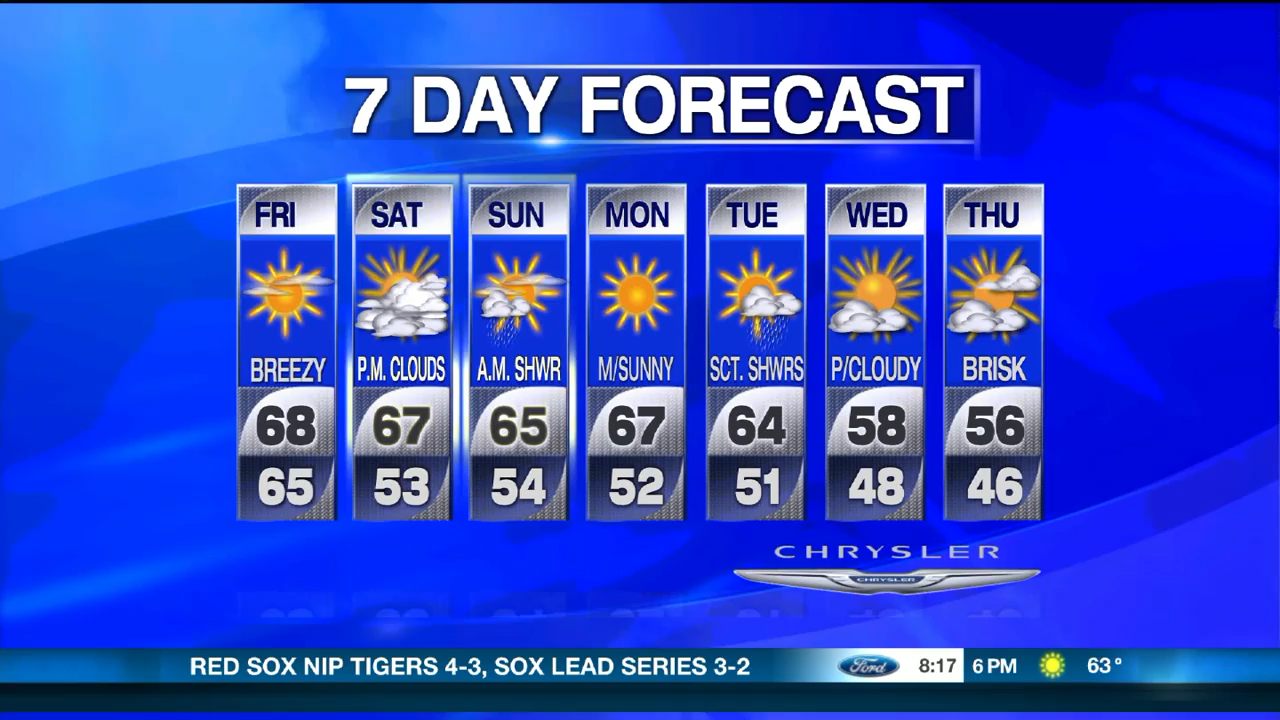 7 DAY FORECAST
FRI SAT SUN MON TUE WED THU
BREEZY P.M. CLOUDS A.M. SHWR M/SUNNY SCT. SHWRS P/CLOUDY BRISK
68 67 65 67 64 58 56
65 53 54 52 51 48 46
CHRYSLER
CHRYSLER
RED SOX NIP TIGERS 4-3, SOX LEAD SERIES 3-2 Ford 8:17 6 PM 63°